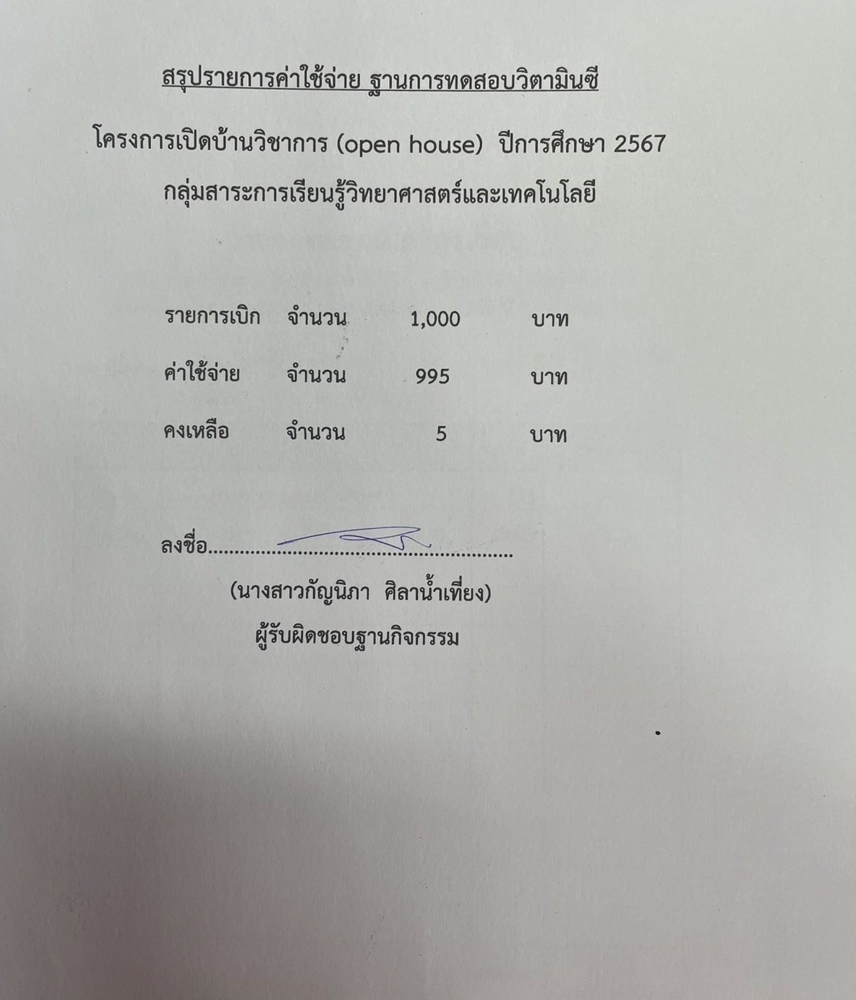 สรุปรายการค่าใช้จ่าย ฐานการทดสอบวิตามินซี
โครงการเปิดบ้านวิชาการ (open house) ปีการศึกษา 2567
กลุ่มสาระการเรียนรู้วิทยาศาสตร์และเทคโนโลยี
รายการเบิก จำนวน 1,000 บาท
ค่าใช้จ่าย จำนวน 995 บาท
คงเหลือ จำนวน 5 บาท
ลงชื่อ..........................................................
(นางสาวกัญนิภา ศิลาน้ำเที่ยง)
ผู้รับผิดชอบฐานกิจกรรม